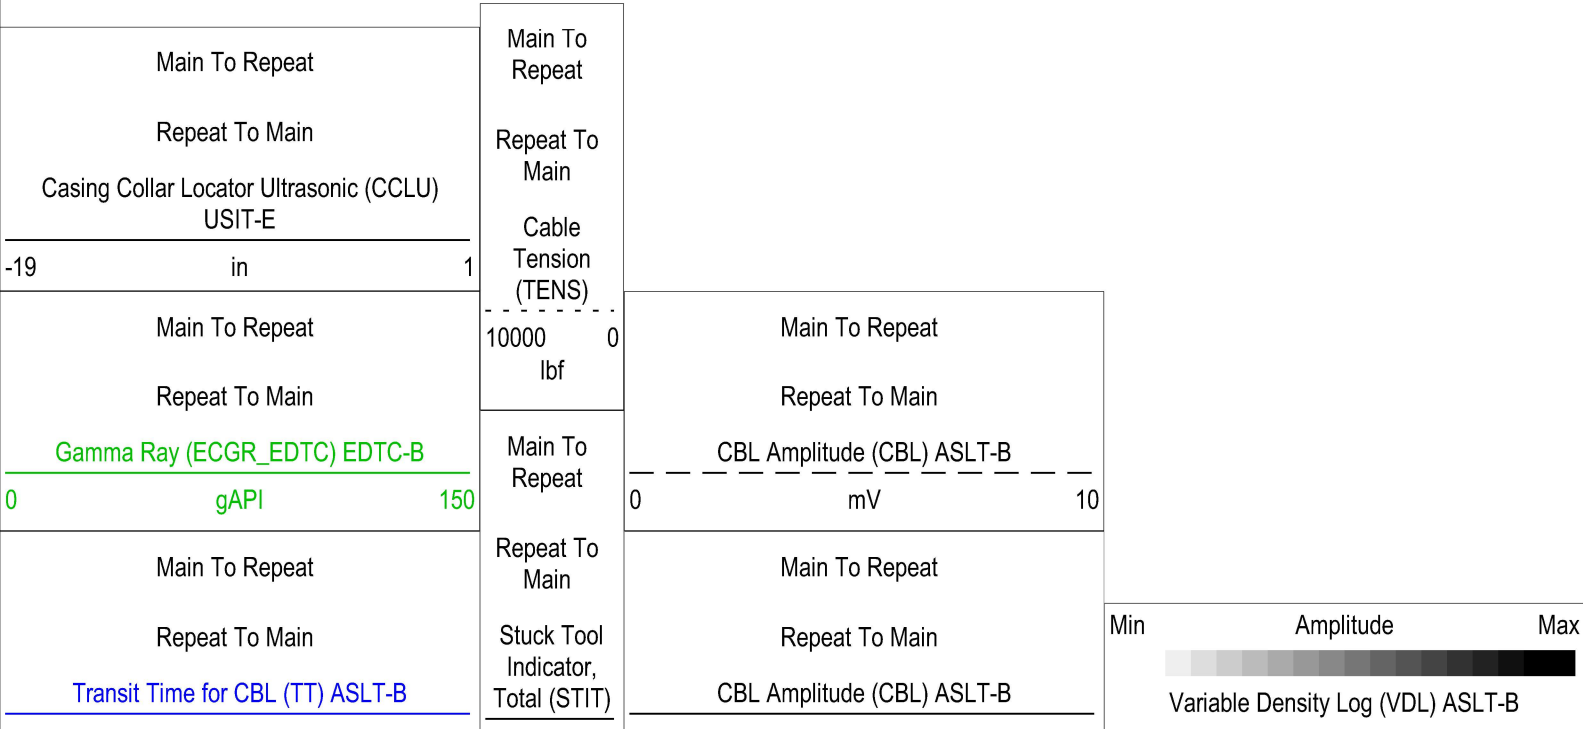 Main To Repeat
Repeat To Main
Casing Collar Locator Ultrasonic (CCLU)
USIT-E
-19 in 1
Main To Repeat
Repeat To Main
Gamma Ray (ECGR_EDTC) EDTC-B
0 gAPI 150
Main To Repeat
Repeat To Main
Transit Time for CBL (TT) ASLT-B
Main To
Repeat
Repeat To
Main
Cable
Tension
(TENS)
10000 0
lbf
Main To
Repeat
Repeat To
Main
Stuck Tool
Indicator,
Total (STIT)
Main To Repeat
Repeat To Main
CBL Amplitude (CBL) ASLT-B
0 mV 10
Main To Repeat
Repeat To Main
CBL Amplitude (CBL) ASLT-B
Min Amplitude Max
Variable Density Log (VDL) ASLT-B